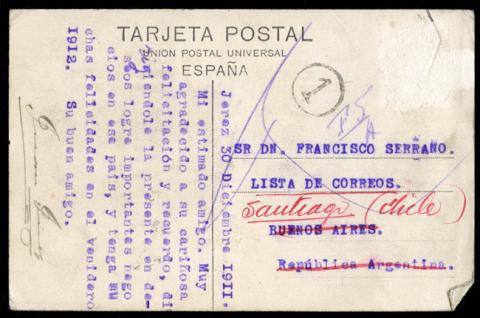 TARJETA POSTAL
UNION POSTAL UNIVERSAL
ESPAÑA
1
SR DN. FRANCISCO SERRANO.
LISTA DE CORREOS.
Santiago (Chile)
BUENOS AIRES.
República Argentina.
Jerez 30 Diciembre 1911.
Mi estimado amigo. Muy
agradecido a su cariñosa
felicitación y recuerdo, di
rigiéndole la presente en de-
seos logre importantes nego
cios en ese país, y tenga mu
chas felicidades en el venidero
1912. Su buen amigo.